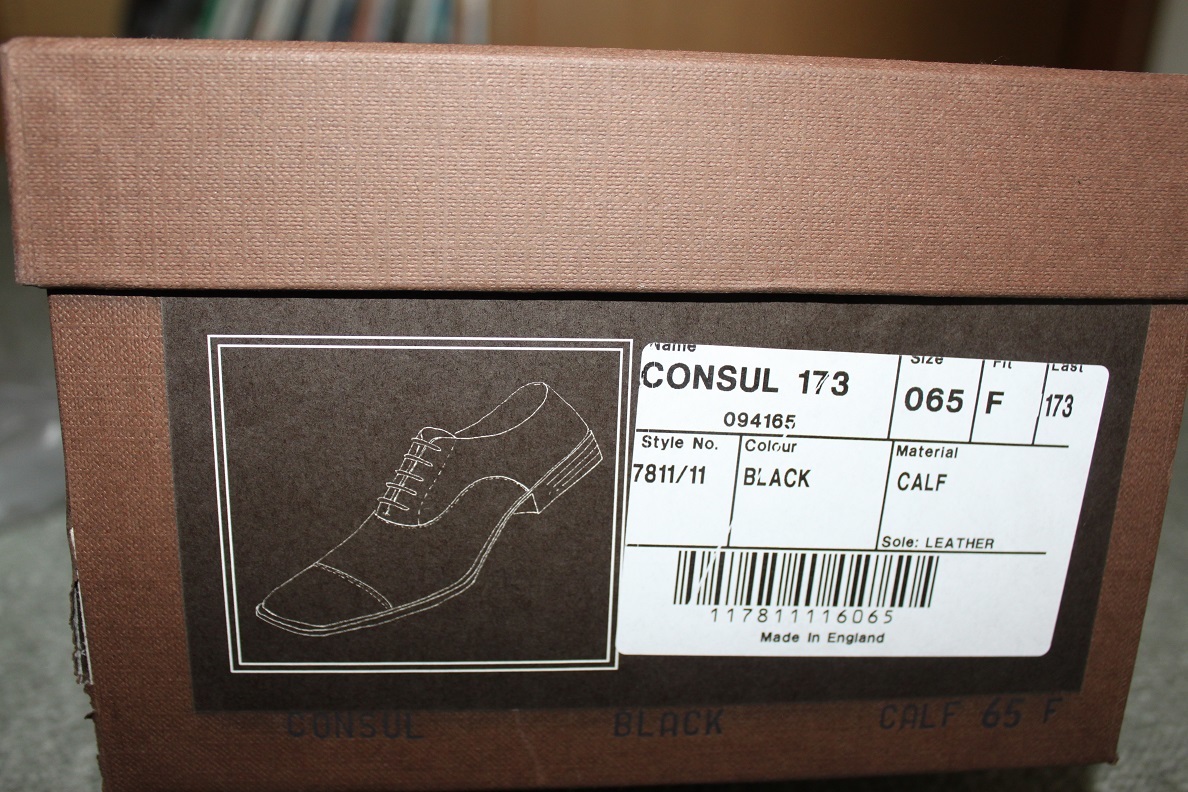 Name Size Fit Last
CONSUL 173 065 F 173
094165
Style No. Colour Material
7811/11 BLACK CALF
Sole: LEATHER
117811116065
Made In England
CONSUL BLACK CALF 65 F